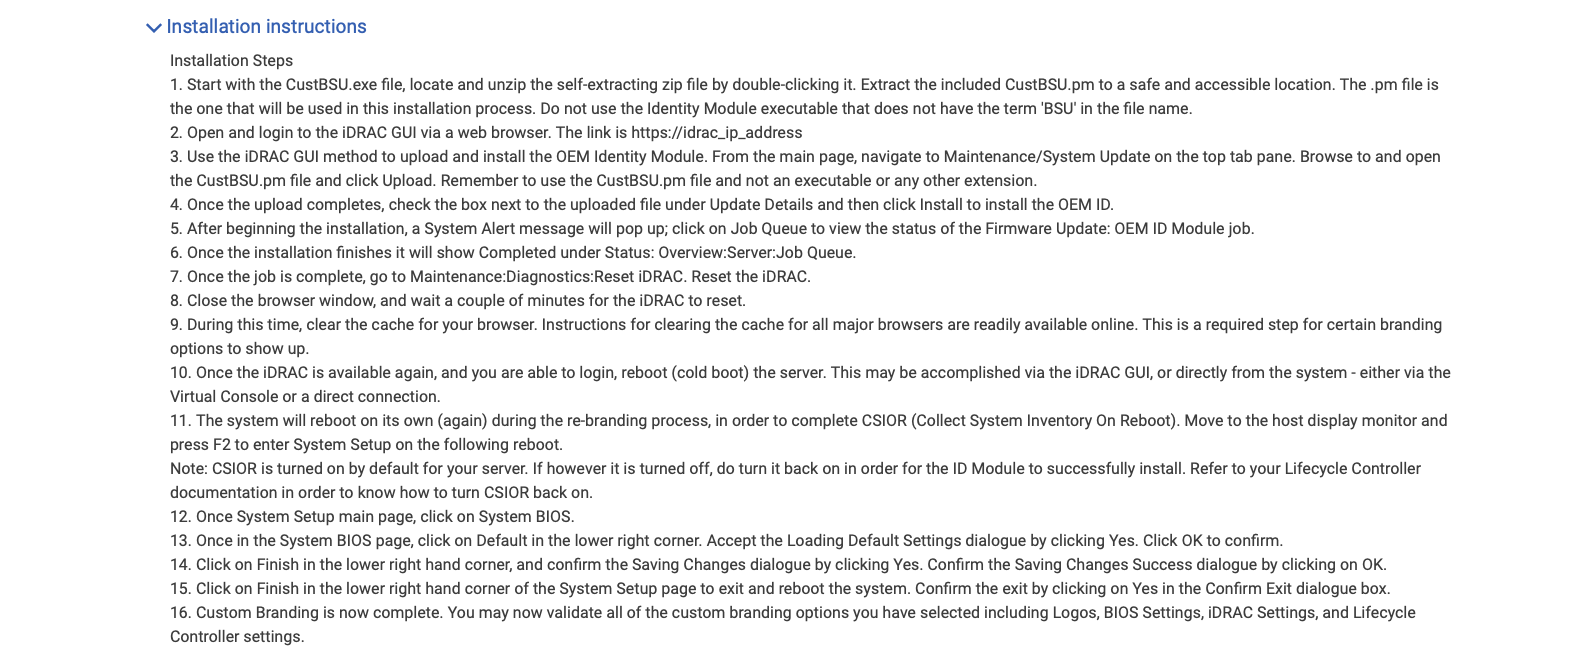 Installation instructions
Installation Steps
1. Start with the CustBSU.exe file, locate and unzip the self-extracting zip file by double-clicking it. Extract the included CustBSU.pm to a safe and accessible location. The .pm file is
the one that will be used in this installation process. Do not use the Identity Module executable that does not have the term 'BSU' in the file name.
2. Open and login to the iDRAC GUI via a web browser. The link is https://idrac_ip_address
3. Use the iDRAC GUI method to upload and install the OEM Identity Module. From the main page, navigate to Maintenance/System Update on the top tab pane. Browse to and open
the CustBSU.pm file and click Upload. Remember to use the CustBSU.pm file and not an executable or any other extension.
4. Once the upload completes, check the box next to the uploaded file under Update Details and then click Install to install the OEM ID.
5. After beginning the installation, a System Alert message will pop up; click on Job Queue to view the status of the Firmware Update: OEM ID Module job.
6. Once the installation finishes it will show Completed under Status: Overview:Server:Job Queue.
7. Once the job is complete, go to Maintenance:Diagnostics:Reset iDRAC. Reset the iDRAC.
8. Close the browser window, and wait a couple of minutes for the iDRAC to reset.
9. During this time, clear the cache for your browser. Instructions for clearing the cache for all major browsers are readily available online. This is a required step for certain branding
options to show up.
10. Once the iDRAC is available again, and you are able to login, reboot (cold boot) the server. This may be accomplished via the iDRAC GUI, or directly from the system - either via the
Virtual Console or a direct connection.
11. The system will reboot on its own (again) during the re-branding process, in order to complete CSIOR (Collect System Inventory On Reboot). Move to the host display monitor and
press F2 to enter System Setup on the following reboot.
Note: CSIOR is turned on by default for your server. If however it is turned off, do turn it back on in order for the ID Module to successfully install. Refer to your Lifecycle Controller
documentation in order to know how to turn CSIOR back on.
12. Once System Setup main page, click on System BIOS.
13. Once in the System BIOS page, click on Default in the lower right corner. Accept the Loading Default Settings dialogue by clicking Yes. Click OK to confirm.
14. Click on Finish in the lower right hand corner, and confirm the Saving Changes dialogue by clicking Yes. Confirm the Saving Changes Success dialogue by clicking on OK.
15. Click on Finish in the lower right hand corner of the System Setup page to exit and reboot the system. Confirm the exit by clicking on Yes in the Confirm Exit dialogue box.
16. Custom Branding is now complete. You may now validate all of the custom branding options you have selected including Logos, BIOS Settings, iDRAC Settings, and Lifecycle
Controller settings.